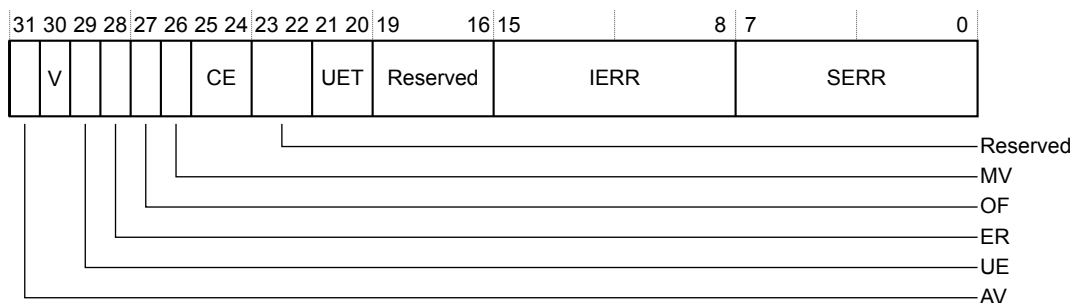 31 30 29 28 27 26 25 24 23 22 21 20 19 16 15 8 7 0
V CE UET Reserved IERR SERR
Reserved
MV
OF
ER
UE
AV